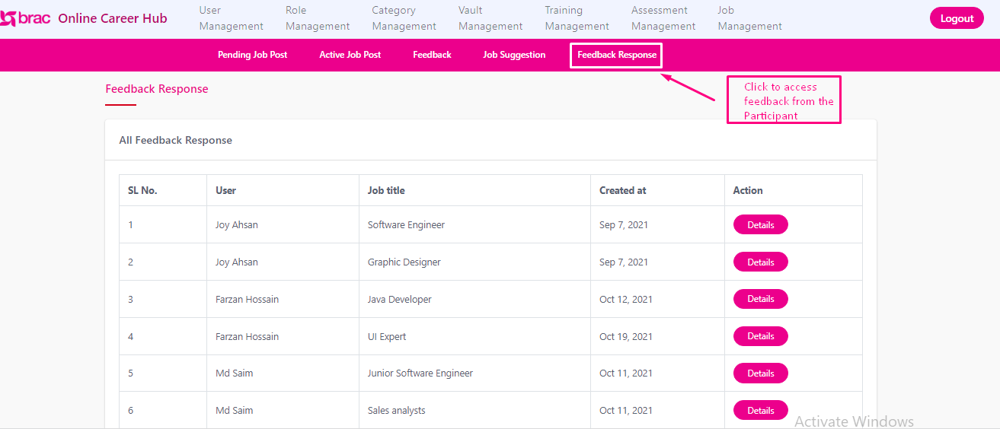 brac Online Career Hub
User Management
Role Management
Category Management
Vault Management
Training Management
Assessment Management
Job Management
Logout
Pending Job Post
Active Job Post
Feedback
Job Suggestion
Feedback Response
Click to access
feedback from the
Participant
Feedback Response
All Feedback Response
SL No. User Job title Created at Action
1 Joy Ahsan Software Engineer Sep 7, 2021 Details
2 Joy Ahsan Graphic Designer Sep 7, 2021 Details
3 Farzan Hossain Java Developer Oct 12, 2021 Details
4 Farzan Hossain UI Expert Oct 19, 2021 Details
5 Md Saim Junior Software Engineer Oct 11, 2021 Details
6 Md Saim Sales analysts Oct 11, 2021 Details
Activate Windows